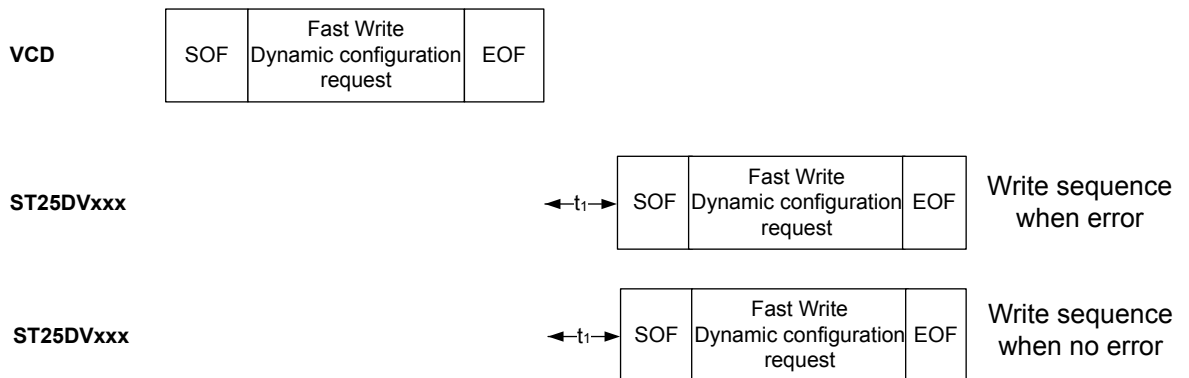 VCD
SOF
Fast Write
Dynamic configuration
request
EOF
ST25DVxxx
t1
SOF
Fast Write
Dynamic configuration
request
EOF
Write sequence
when error
ST25DVxxx
t1
SOF
Fast Write
Dynamic configuration
request
EOF
Write sequence
when no error